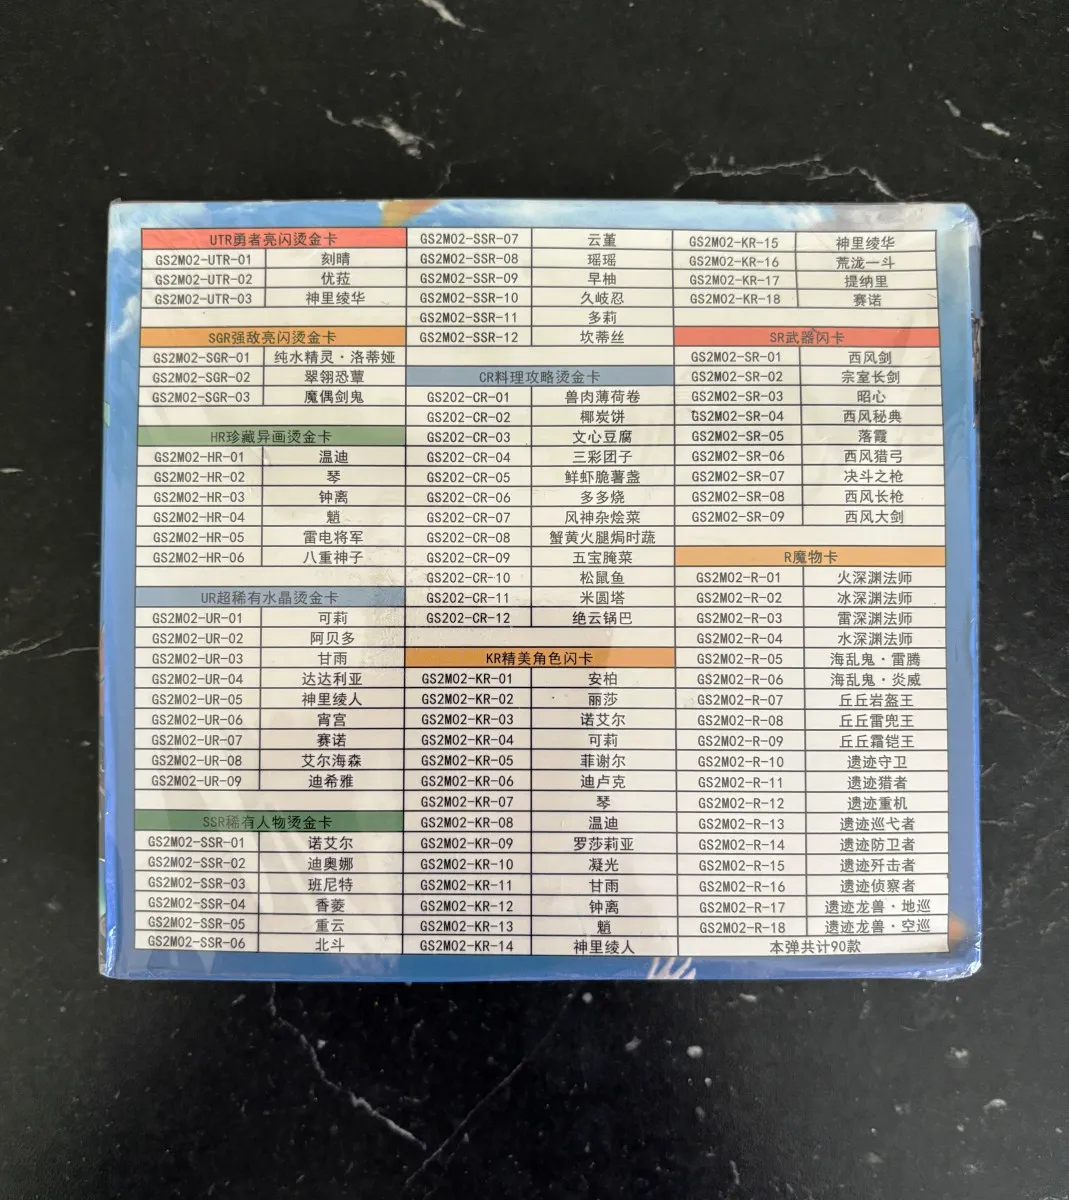 UTR勇者亮闪烫金卡
GS2M02-UTR-01 刻晴
GS2M02-UTR-02 优菈
GS2M02-UTR-03 神里绫华
SGR强敌亮闪烫金卡
GS2M02-SGR-01 纯水精灵·洛蒂娅
GS2M02-SGR-02 翠翎恐蕈
GS2M02-SGR-03 魔偶剑鬼
HR珍藏异画烫金卡
GS2M02-HR-01 温迪
GS2M02-HR-02 琴
GS2M02-HR-03 钟离
GS2M02-HR-04 魈
GS2M02-HR-05 雷电将军
GS2M02-HR-06 八重神子
UR超稀有水晶烫金卡
GS2M02-UR-01 可莉
GS2M02-UR-02 阿贝多
GS2M02-UR-03 甘雨
GS2M02-UR-04 达达利亚
GS2M02-UR-05 神里绫人
GS2M02-UR-06 宵宫
GS2M02-UR-07 赛诺
GS2M02-UR-08 艾尔海森
GS2M02-UR-09 迪希雅
SSR稀有人物烫金卡
GS2M02-SSR-01 诺艾尔
GS2M02-SSR-02 迪奥娜
GS2M02-SSR-03 班尼特
GS2M02-SSR-04 香菱
GS2M02-SSR-05 重云
GS2M02-SSR-06 北斗
GS2M02-SSR-07 云堇
GS2M02-SSR-08 瑶瑶
GS2M02-SSR-09 早柚
GS2M02-SSR-10 久岐忍
GS2M02-SSR-11 多莉
GS2M02-SSR-12 坎蒂丝
CR料理攻略烫金卡
GS202-CR-01 兽肉薄荷卷
GS202-CR-02 椰炭饼
GS202-CR-03 文心豆腐
GS202-CR-04 三彩团子
GS202-CR-05 鲜虾脆薯盏
GS202-CR-06 多多烧
GS202-CR-07 风神杂烩菜
GS202-CR-08 蟹黄火腿焗时蔬
GS202-CR-09 五宝腌菜
GS202-CR-10 松鼠鱼
GS202-CR-11 米圆塔
GS202-CR-12 绝云锅巴
KR精美角色闪卡
GS2M02-KR-01 安柏
GS2M02-KR-02 丽莎
GS2M02-KR-03 诺艾尔
GS2M02-KR-04 可莉
GS2M02-KR-05 菲谢尔
GS2M02-KR-06 迪卢克
GS2M02-KR-07 琴
GS2M02-KR-08 温迪
GS2M02-KR-09 罗莎莉亚
GS2M02-KR-10 凝光
GS2M02-KR-11 甘雨
GS2M02-KR-12 钟离
GS2M02-KR-13 魈
GS2M02-KR-14 神里绫人
GS2M02-KR-15 神里绫华
GS2M02-KR-16 荒泷一斗
GS2M02-KR-17 提纳里
GS2M02-KR-18 赛诺
SR武器闪卡
GS2M02-SR-01 西风剑
GS2M02-SR-02 宗室长剑
GS2M02-SR-03 昭心
GS2M02-SR-04 西风秘典
GS2M02-SR-05 落霞
GS2M02-SR-06 西风猎弓
GS2M02-SR-07 决斗之枪
GS2M02-SR-08 西风长枪
GS2M02-SR-09 西风大剑
R魔物卡
GS2M02-R-01 火深渊法师
GS2M02-R-02 冰深渊法师
GS2M02-R-03 雷深渊法师
GS2M02-R-04 水深渊法师
GS2M02-R-05 海乱鬼·雷腾
GS2M02-R-06 海乱鬼·炎威
GS2M02-R-07 丘丘岩盔王
GS2M02-R-08 丘丘雷兜王
GS2M02-R-09 丘丘霜铠王
GS2M02-R-10 遗迹守卫
GS2M02-R-11 遗迹猎者
GS2M02-R-12 遗迹重机
GS2M02-R-13 遗迹巡弋者
GS2M02-R-14 遗迹防卫者
GS2M02-R-15 遗迹歼击者
GS2M02-R-16 遗迹侦察者
GS2M02-R-17 遗迹龙兽·地巡
GS2M02-R-18 遗迹龙兽·空巡
本弹共计90款